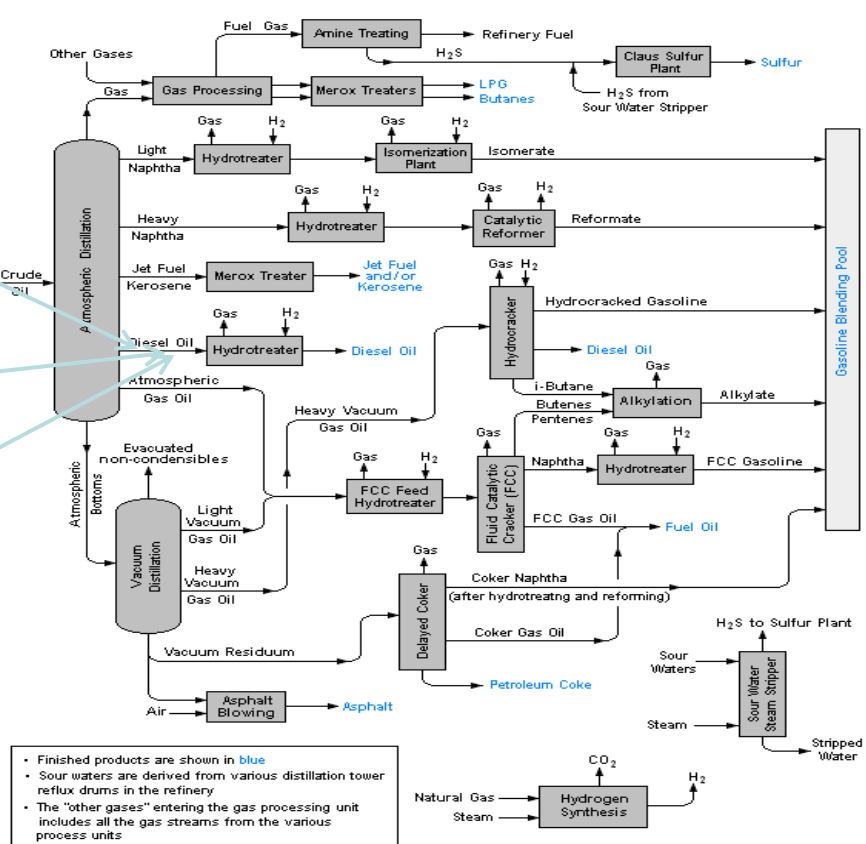 Fuel Gas
Amine Treating
Refinery Fuel
Other Gases
H₂S
Claus Sulfur
Plant
Sulfur
Gas
Gas Processing
Merox Treaters
LPG
Butanes
H₂S from
Sour Water Stripper
Gas
H₂
Gas
H₂
Light
Naphtha
Hydrotreater
Isomerization
Plant
Isomerate
Gas
H₂
Gas
H₂
Heavy
Naphtha
Hydrotreater
Catalytic
Reformer
Reformate
Atmospheric Distillation
Crude
Oil
Jet Fuel
Kerosene
Merox Treater
Jet Fuel
and/or
Kerosene
Gas
H₂
Hydrocracker
Hydrocracked Gasoline
Gasoline Blending Pool
Gas
H₂
Diesel Oil
Hydrotreater
Diesel Oil
Diesel Oil
Atmospheric
Gas Oil
i-Butane
Butenes
Pentenes
Gas
Alkylation
Alkylate
Heavy Vacuum
Gas Oil
Atmospheric
Bottoms
Evacuated
non-condensibles
Gas
H₂
FCC Feed
Hydrotreater
Gas
Fluid Catalytic
Cracker (FCC)
Naphtha
Gas
H₂
Hydrotreater
FCC Gasoline
Light
Vacuum
Gas Oil
FCC Gas Oil
Fuel Oil
Vacuum
Distillation
Heavy
Vacuum
Gas Oil
Gas
Delayed Coker
Coker Naphtha
(after hydrotreatng and reforming)
Coker Gas Oil
Vacuum Residuum
Petroleum Coke
Air
Asphalt
Blowing
Asphalt
H₂S to Sulfur Plant
Sour
Waters
Sour Water
Steam Stripper
Steam
Stripped
Water
CO₂
H₂
Natural Gas
Steam
Hydrogen
Synthesis
• Finished products are shown in blue
• Sour waters are derived from various distillation tower
reflux drums in the refinery
• The "other gases" entering the gas processing unit
includes all the gas streams from the various
process units